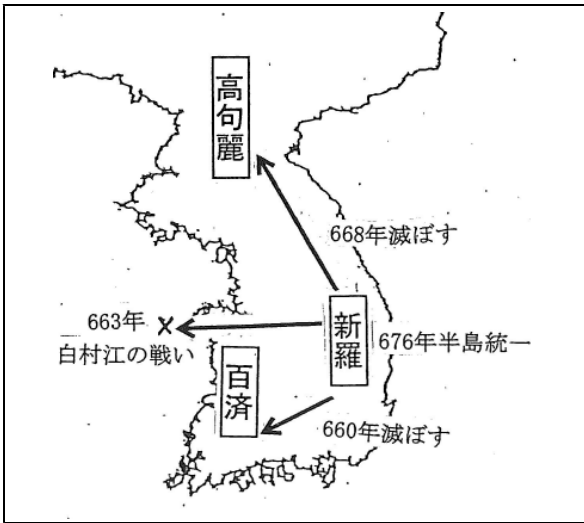 高句麗
668年滅ぼす
663年
白村江の戦い
新羅
676年半島統一
百済
660年滅ぼす